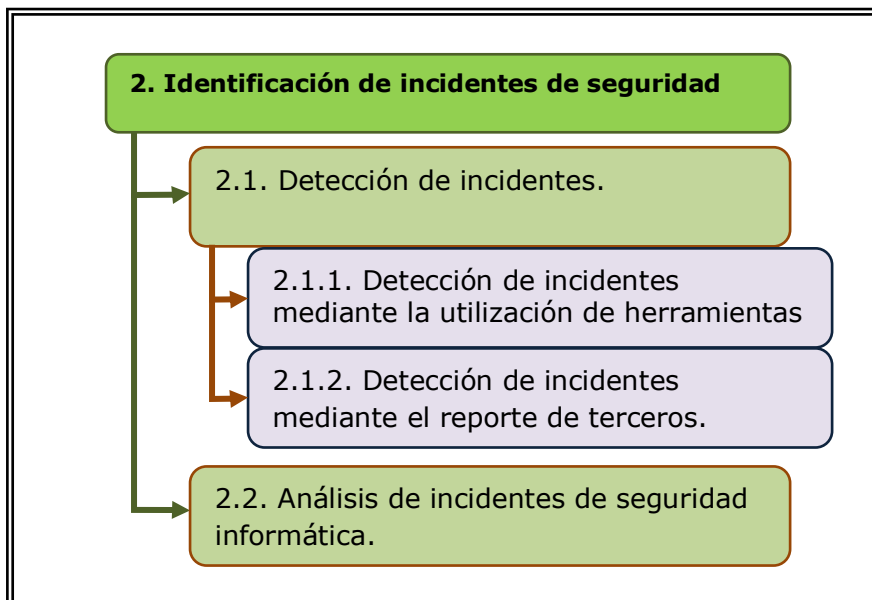 2. Identificación de incidentes de seguridad
2.1. Detección de incidentes.
2.1.1. Detección de incidentes
mediante la utilización de herramientas
2.1.2. Detección de incidentes
mediante el reporte de terceros.
2.2. Análisis de incidentes de seguridad
informática.